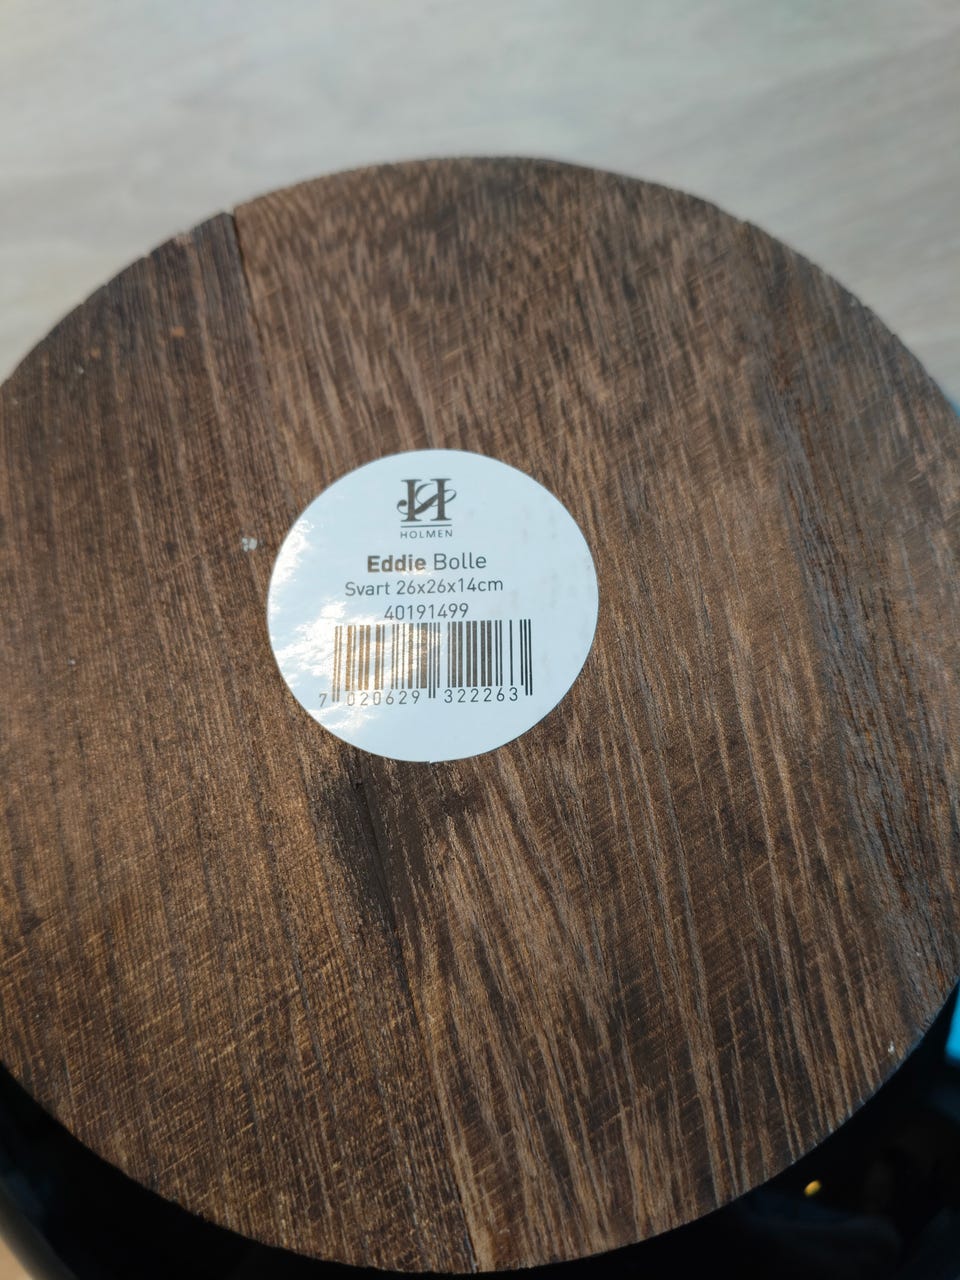 H
HOLMEN
Eddie Bolle
Svart 26x26x14cm
40191499
7 020629 322263